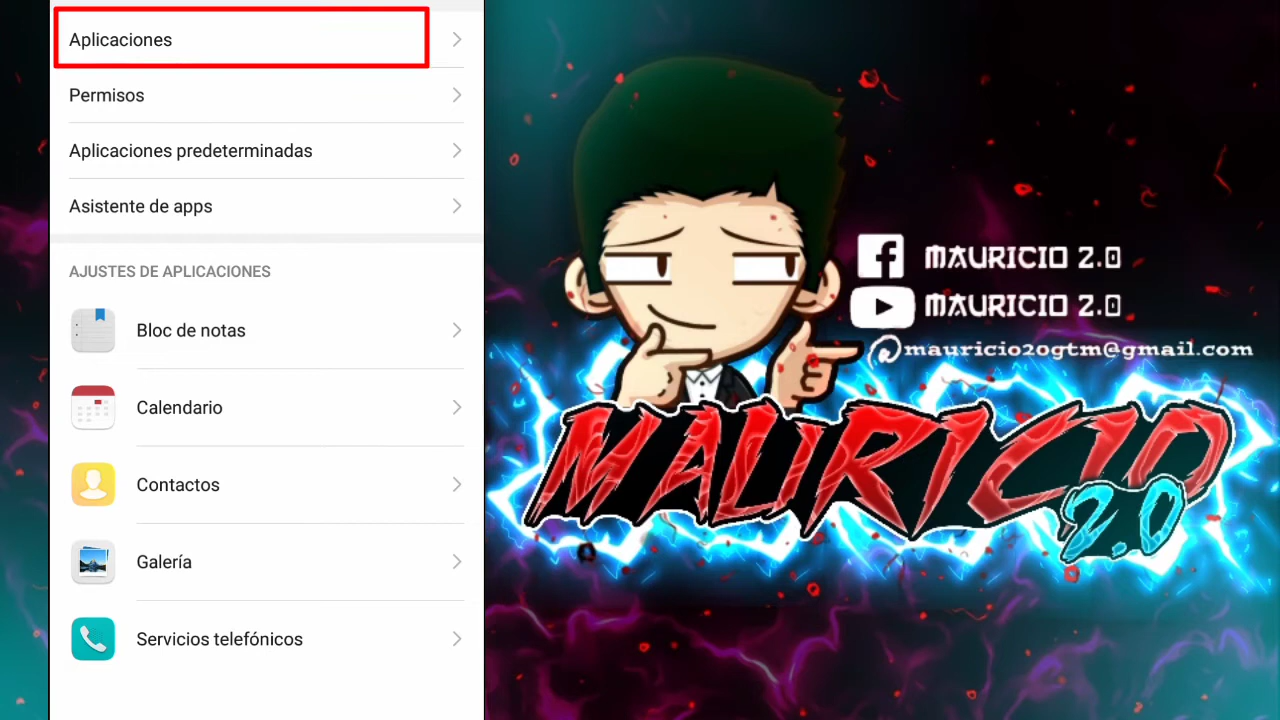 Aplicaciones
Permisos
Aplicaciones predeterminadas
Asistente de apps
AJUSTES DE APLICACIONES
Bloc de notas
Calendario
Contactos
Galería
Servicios telefónicos
MAURICIO 2.0
MAURICIO 2.0
mauricio20gtm@gmail.com
MAURICIO
2.0